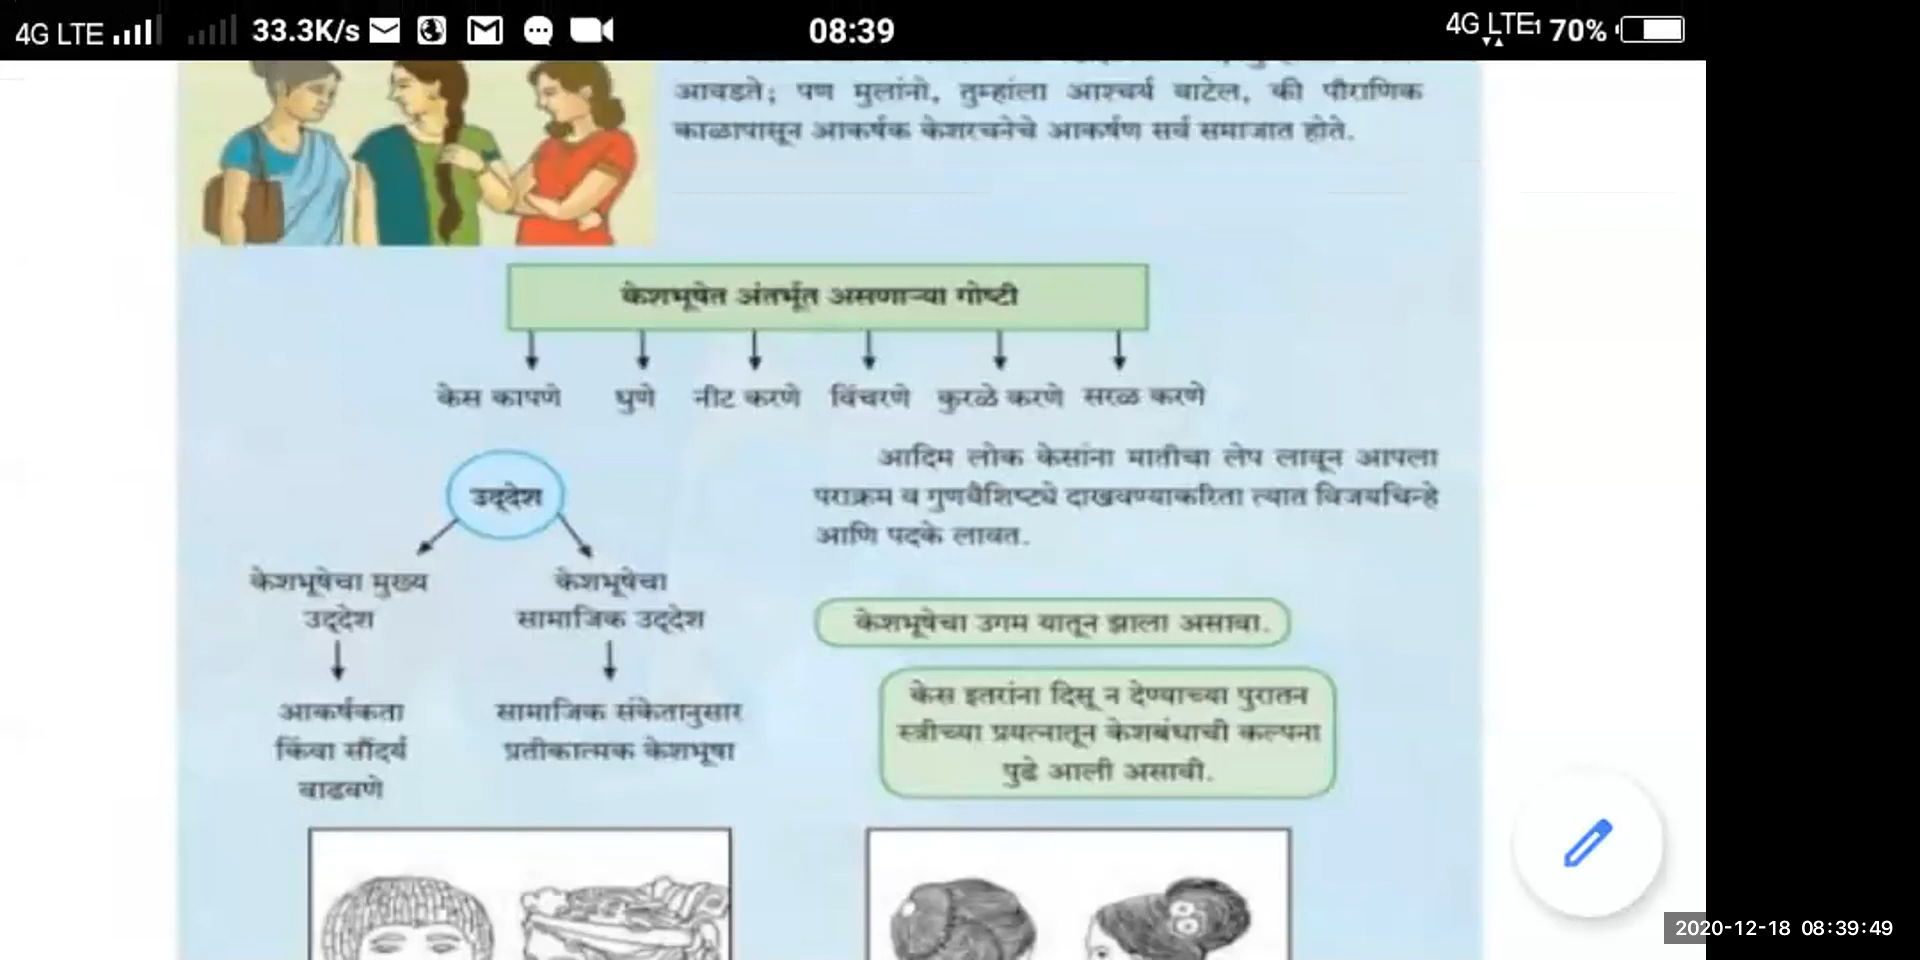 4G LTE 33.3K/s 08:39 4G LTE1 70%
आवडते; पण मुलांनो, तुम्हांला आश्चर्य वाटेल, की पौराणिक
काळापासून आकर्षक केशरचनेचे आकर्षण सर्व समाजात होते.
केशभूषेत अंतर्भूत असणाऱ्या गोष्टी
केस कापणे धुणे नीट करणे विंचरणे कुरळे करणे सरळ करणे
आदिम लोक केसांना मातीचा लेप लावून आपला
पराक्रम व गुणवैशिष्ट्ये दाखवण्याकरिता त्यात विजयचिन्हे
आणि पदके लावत.
उद्देश
केशभूषेचा मुख्य
उद्देश
केशभूषेचा
सामाजिक उद्देश
आकर्षकता
किंवा सौंदर्य
वाढवणे
सामाजिक संकेतानुसार
प्रतीकात्मक केशभूषा
केशभूषेचा उगम यातून झाला असावा.
केस इतरांना दिसू न देण्याच्या पुरातन
स्त्रीच्या प्रयत्नातून केशबंधाची कल्पना
पुढे आली असावी.
2020-12-18 08:39:49